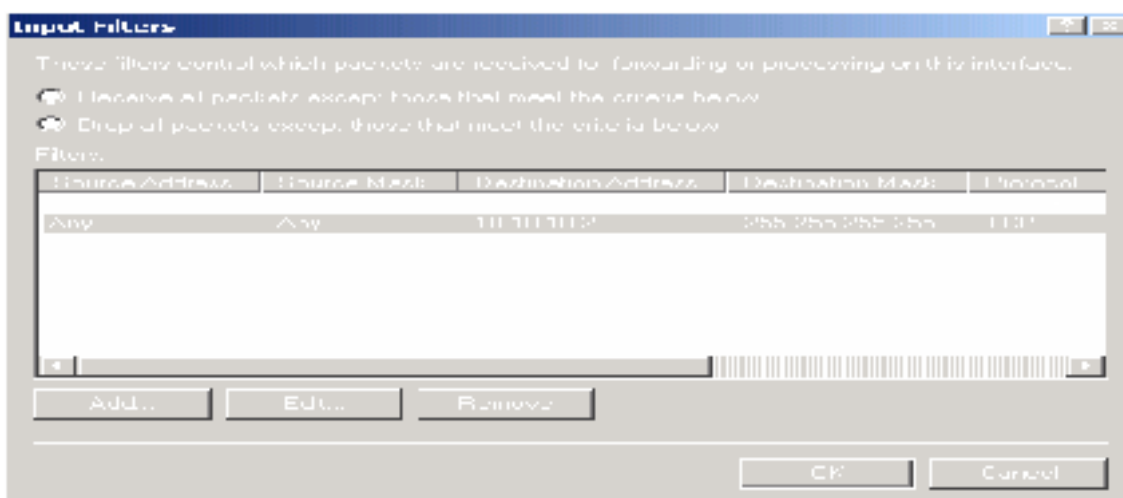 Input Filters
These filters control which packets are received for forwarding or processing on this interface.
Receive all packets except those that meet the criteria below
Drop all packets except those that meet the criteria below
Filters:
Source Address Source Mask Destination Address Destination Mask Protocol
Any Any 255.255.255.255
Add... Edit... Remove
OK Cancel